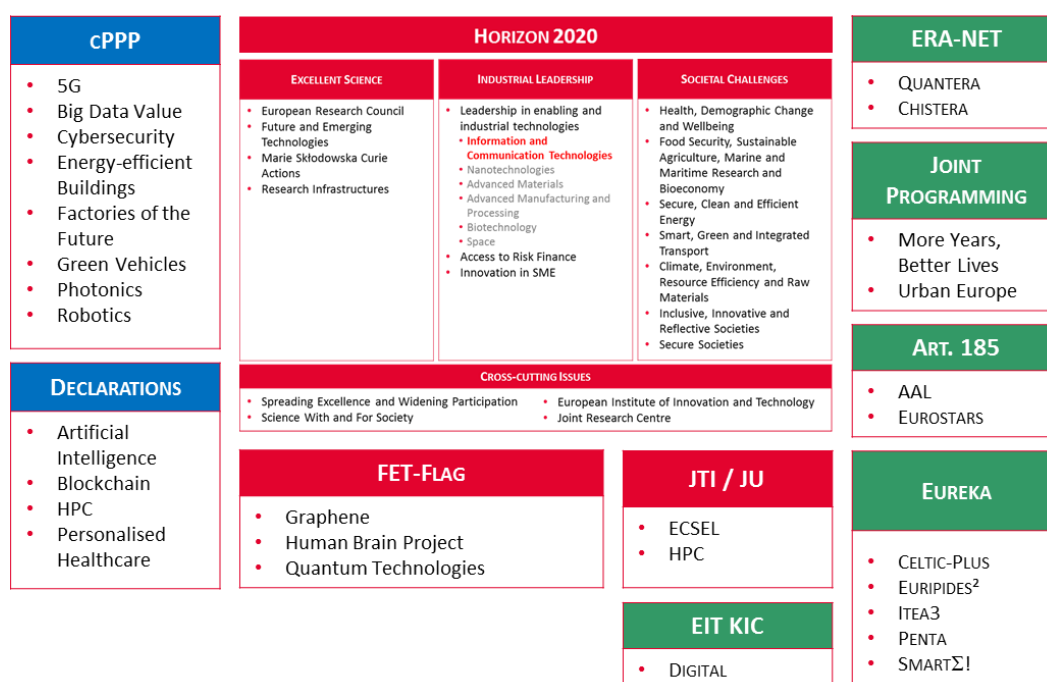 cPPP
• 5G
• Big Data Value
• Cybersecurity
• Energy-efficient
Buildings
• Factories of the
Future
• Green Vehicles
• Photonics
• Robotics
DECLARATIONS
• Artificial
Intelligence
• Blockchain
• HPC
• Personalised
Healthcare
HORIZON 2020
EXCELLENT SCIENCE
• European Research Council
• Future and Emerging
Technologies
• Marie Skłodowska Curie
Actions
• Research Infrastructures
INDUSTRIAL LEADERSHIP
• Leadership in enabling and
industrial technologies
• Information and
Communication Technologies
• Nanotechnologies
• Advanced Materials
• Advanced Manufacturing and
Processing
• Biotechnology
• Space
• Access to Risk Finance
• Innovation in SME
SOCIETAL CHALLENGES
• Health, Demographic Change
and Wellbeing
• Food Security, Sustainable
Agriculture, Marine and
Maritime Research and
Bioeconomy
• Secure, Clean and Efficient
Energy
• Smart, Green and Integrated
Transport
• Climate, Environment,
Resource Efficiency and Raw
Materials
• Inclusive, Innovative and
Reflective Societies
• Secure Societies
CROSS-CUTTING ISSUES
• Spreading Excellence and Widening Participation
• Science With and For Society
• European Institute of Innovation and Technology
• Joint Research Centre
FET-FLAG
• Graphene
• Human Brain Project
• Quantum Technologies
JTI / JU
• ECSEL
• HPC
EIT KIC
• DIGITAL
ERA-NET
• QUANTERA
• CHISTERA
JOINT
PROGRAMMING
• More Years,
Better Lives
• Urban Europe
ART. 185
• AAL
• EUROSTARS
EUREKA
• CELTIC-PLUS
• EURIPIDES²
• ITEA3
• PENTA
• SMARTΣ!